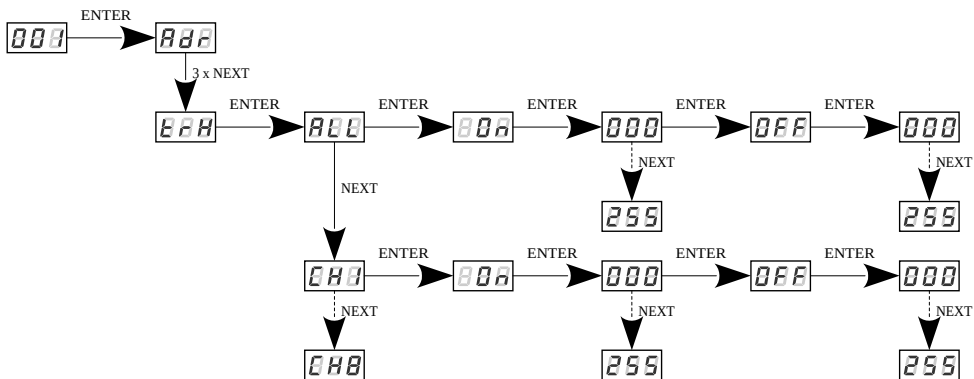 ENTER
001 Adr
3 x NEXT
ENTER ENTER ENTER ENTER ENTER
trH ALL On 000 OFF 000
NEXT NEXT
NEXT
255 255
ENTER ENTER ENTER ENTER
CH1 On 000 OFF 000
NEXT NEXT NEXT
CH8 255 255